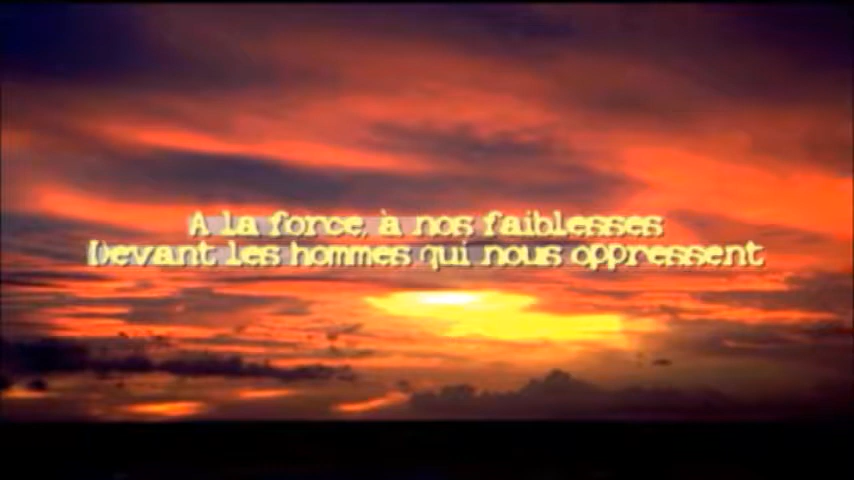 A la force, à nos faiblesses
Devant les hommes qui nous oppressent